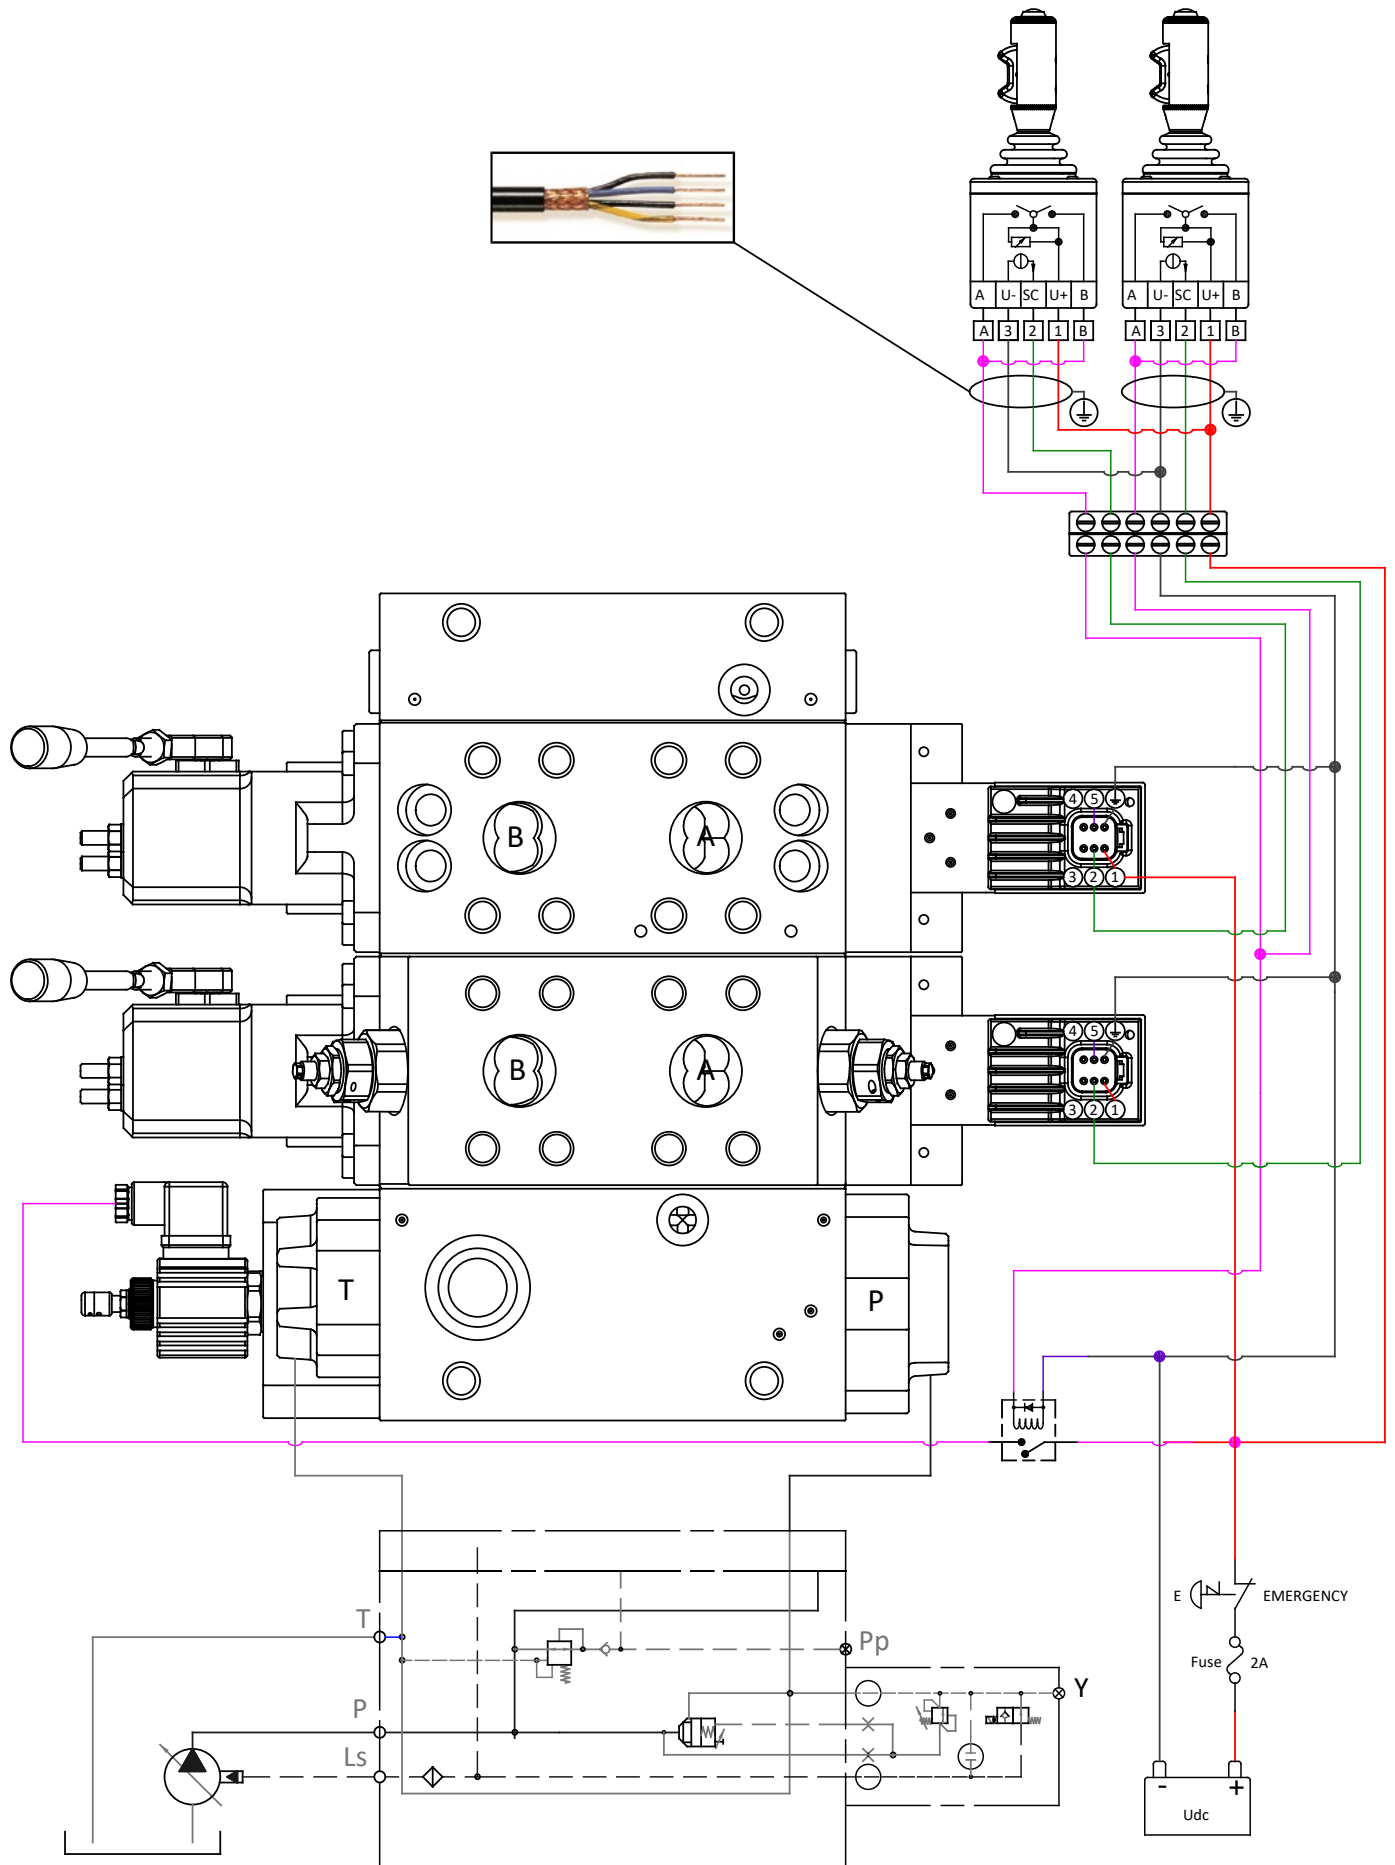 A U- SC U+ B A U- SC U+ B
A 3 2 1 B A 3 2 1 B
4 5
B A
3 2 1
4 5
B A
3 2 1
T P
E EMERGENCY
T
Pp
Fuse 2A
Y
P
Ls
- +
Udc